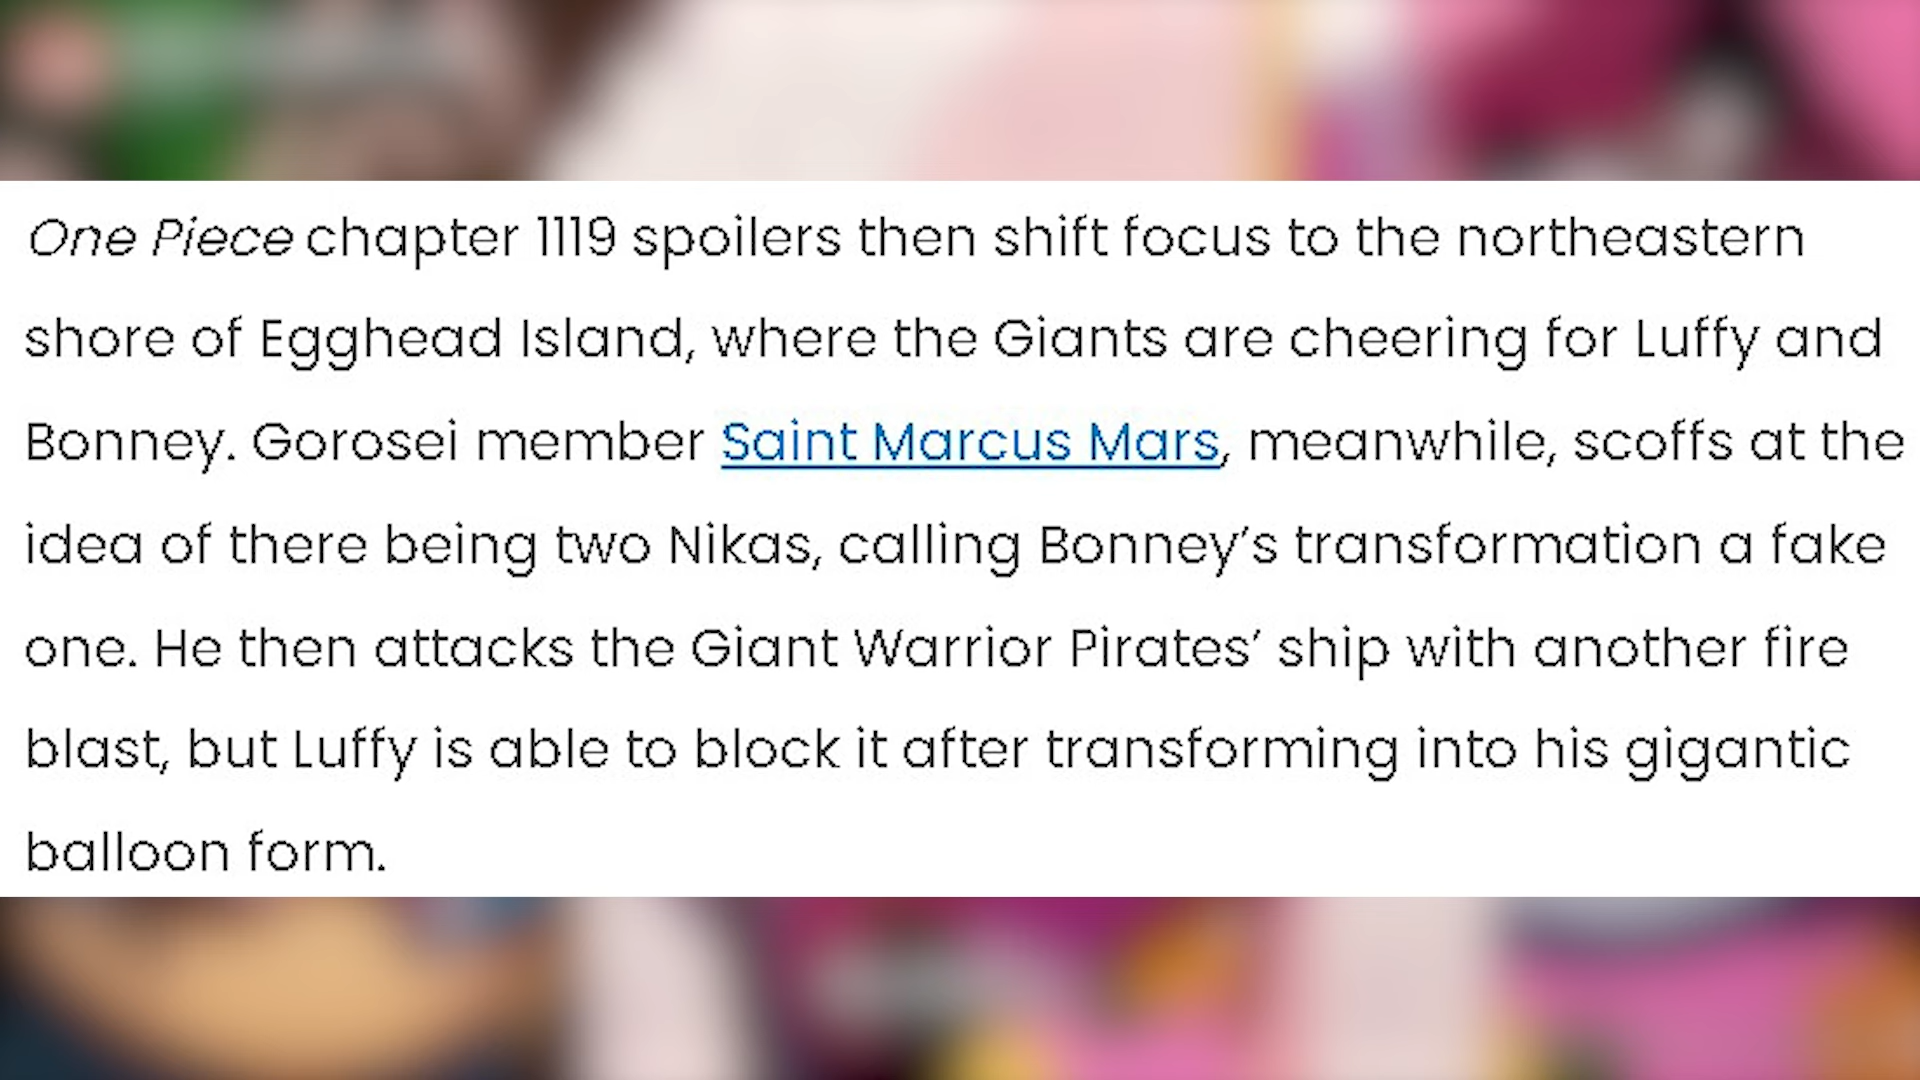 One Piece chapter 1119 spoilers then shift focus to the northeastern
shore of Egghead Island, where the Giants are cheering for Luffy and
Bonney. Gorosei member Saint Marcus Mars, meanwhile, scoffs at the
idea of there being two Nikas, calling Bonney’s transformation a fake
one. He then attacks the Giant Warrior Pirates’ ship with another fire
blast, but Luffy is able to block it after transforming into his gigantic
balloon form.